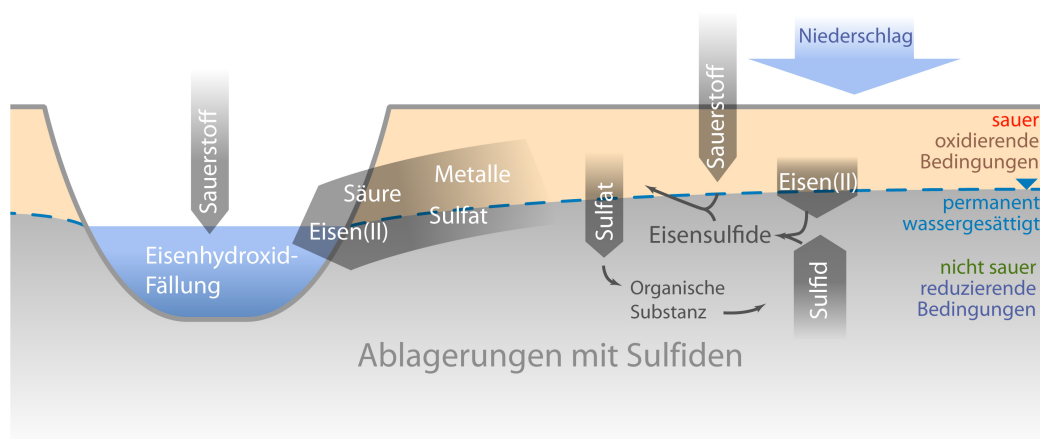 Niederschlag
Sauerstoff
Sauerstoff
sauer
oxidierende
Bedingungen
Metalle
Säure
Sulfat
Eisen(II)
Sulfat
Eisen(II)
permanent
wassergesättigt
Eisensulfide
Eisenhydroxid-
Fällung
Organische
Substanz
Sulfid
nicht sauer
reduzierende
Bedingungen
Ablagerungen mit Sulfiden